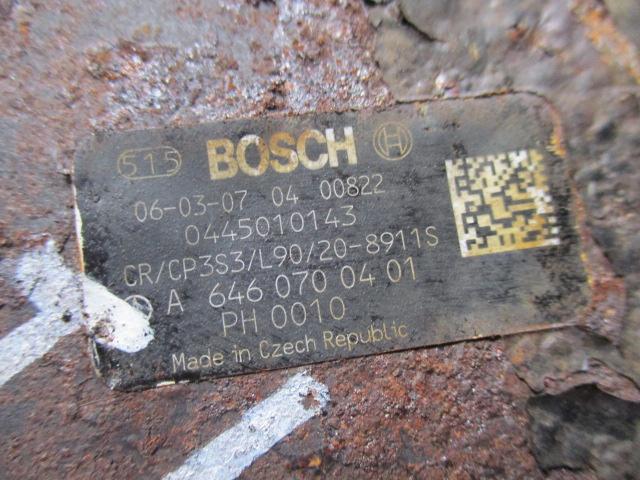 515 BOSCH
06-03-07 04 00822
0445010143
CR/CP3S3/L90/20-8911S
A 646 070 04 01
PH 0010
Made in Czech Republic